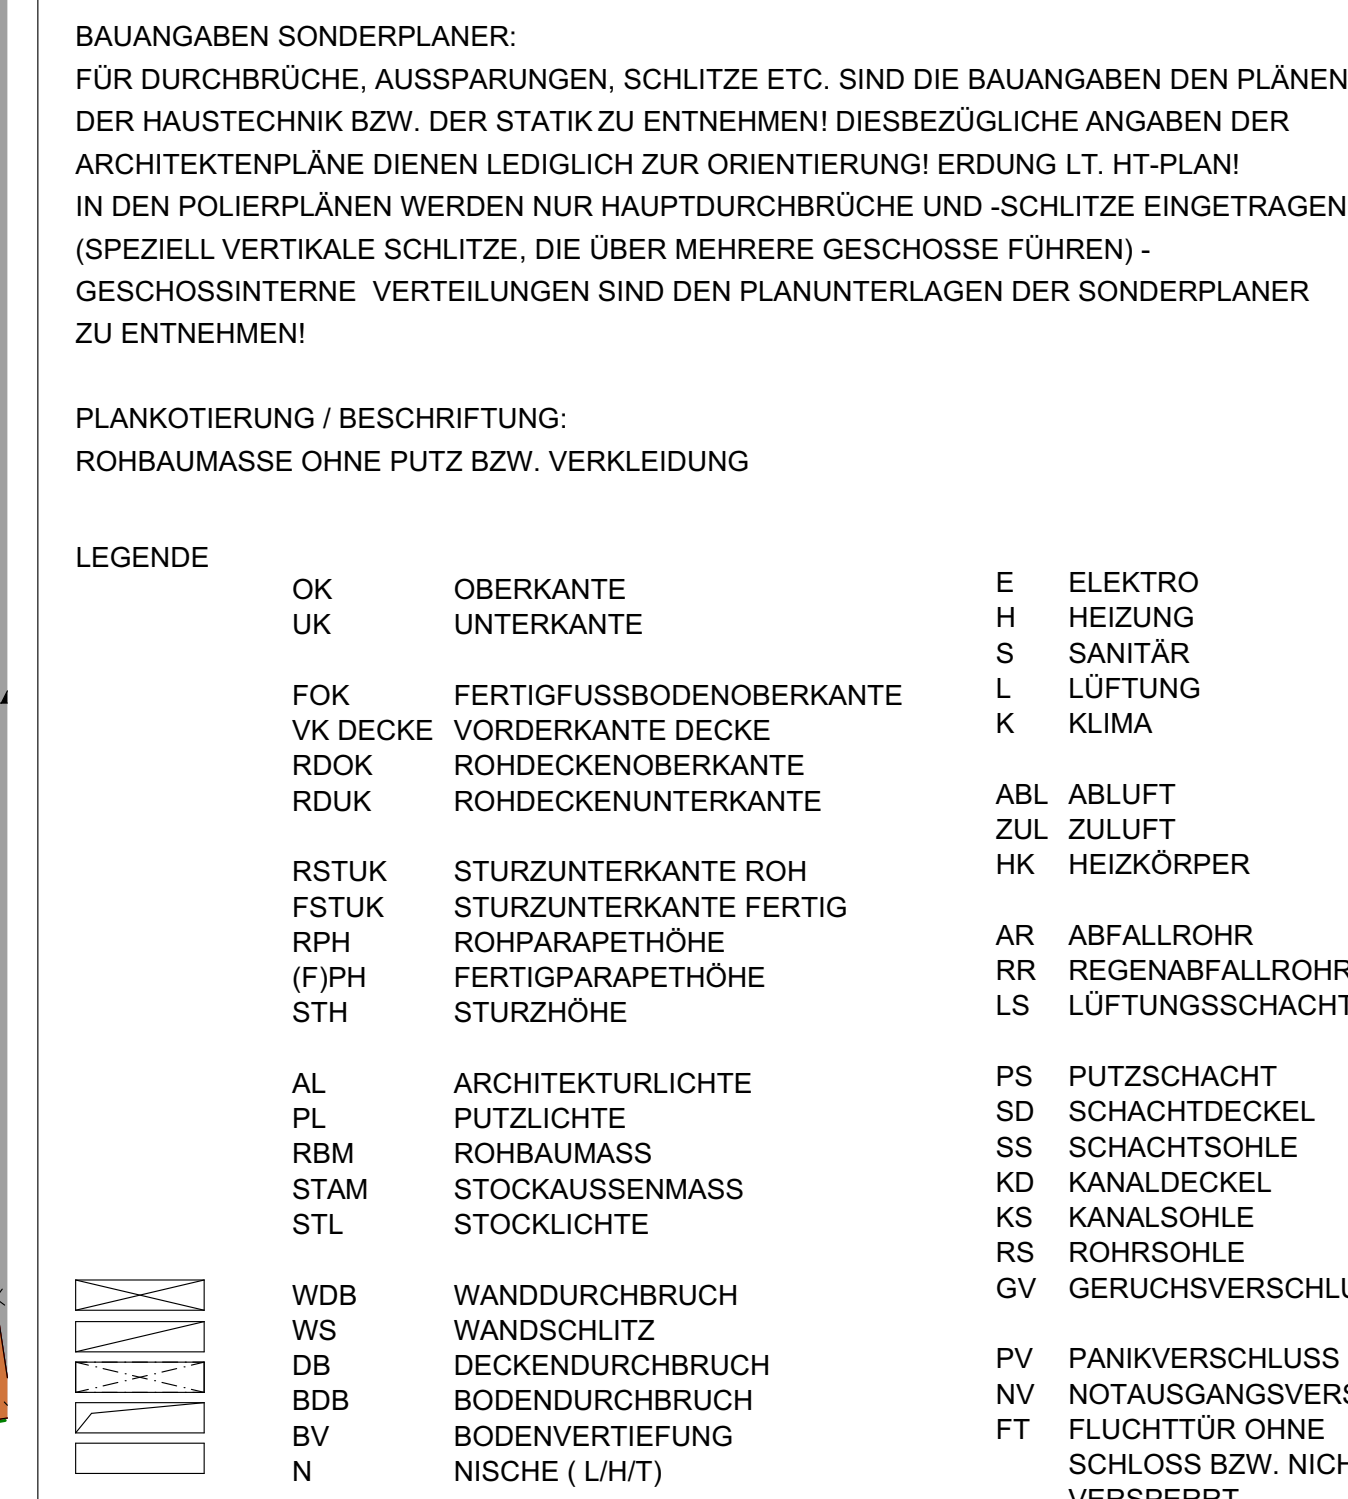 BAUANGABEN SONDERPLANER:
FÜR DURCHBRÜCHE, AUSSPARUNGEN, SCHLITZE ETC. SIND DIE BAUANGABEN DEN PLÄNEN
DER HAUSTECHNIK BZW. DER STATIK ZU ENTNEHMEN! DIESBEZÜGLICHE ANGABEN DER
ARCHITEKTENPLÄNE DIENEN LEDIGLICH ZUR ORIENTIERUNG! ERDUNG LT. HT-PLAN!
IN DEN POLIERPLÄNEN WERDEN NUR HAUPTDURCHBRÜCHE UND -SCHLITZE EINGETRAGEN
(SPEZIELL VERTIKALE SCHLITZE, DIE ÜBER MEHRERE GESCHOSSE FÜHREN) -
GESCHOSSINTERNE VERTEILUNGEN SIND DEN PLANUNTERLAGEN DER SONDERPLANER
ZU ENTNEHMEN!
PLANKOTIERUNG / BESCHRIFTUNG:
ROHBAUMASSE OHNE PUTZ BZW. VERKLEIDUNG
LEGENDE
OK OBERKANTE
UK UNTERKANTE
FOK FERTIGFUSSBODENOBERKANTE
VK DECKE VORDERKANTE DECKE
RDOK ROHDECKENOBERKANTE
RDUK ROHDECKENUNTERKANTE
RSTUK STURZUNTERKANTE ROH
FSTUK STURZUNTERKANTE FERTIG
RPH ROHPARAPETHÖHE
(F)PH FERTIGPARAPETHÖHE
STH STURZHÖHE
AL ARCHITEKTURLICHTE
PL PUTZLICHTE
RBM ROHBAUMASS
STAM STOCKAUSSENMASS
STL STOCKLICHTE
WDB WANDDURCHBRUCH
WS WANDSCHLITZ
DB DECKENDURCHBRUCH
BDB BODENDURCHBRUCH
BV BODENVERTIEFUNG
N NISCHE ( L/H/T)
E ELEKTRO
H HEIZUNG
S SANITÄR
L LÜFTUNG
K KLIMA
ABL ABLUFT
ZUL ZULUFT
HK HEIZKÖRPER
AR ABFALLROHR
RR REGENABFALLROHR
LS LÜFTUNGSSCHACHT
PS PUTZSCHACHT
SD SCHACHTDECKEL
SS SCHACHTSOHLE
KD KANALDECKEL
KS KANALSOHLE
RS ROHRSOHLE
GV GERUCHSVERSCHLU
PV PANIKVERSCHLUSS
NV NOTAUSGANGSVERS
FT FLUCHTTÜR OHNE
SCHLOSS BZW. NICH
VERSPERRT